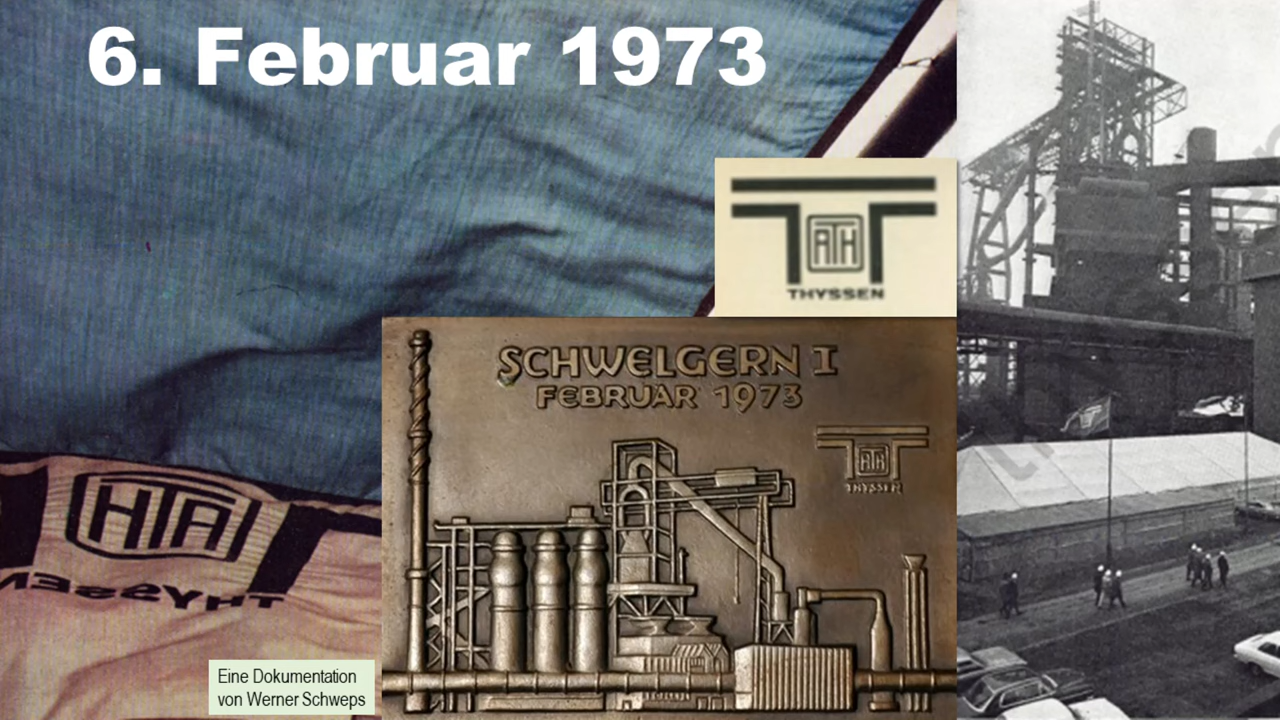 6. Februar 1973
ATH
THYSSEN
SCHWELGERN I
FEBRUAR 1973
ATH
THYSSEN
ATH
THYSSEN
Eine Dokumentation
von Werner Schweps